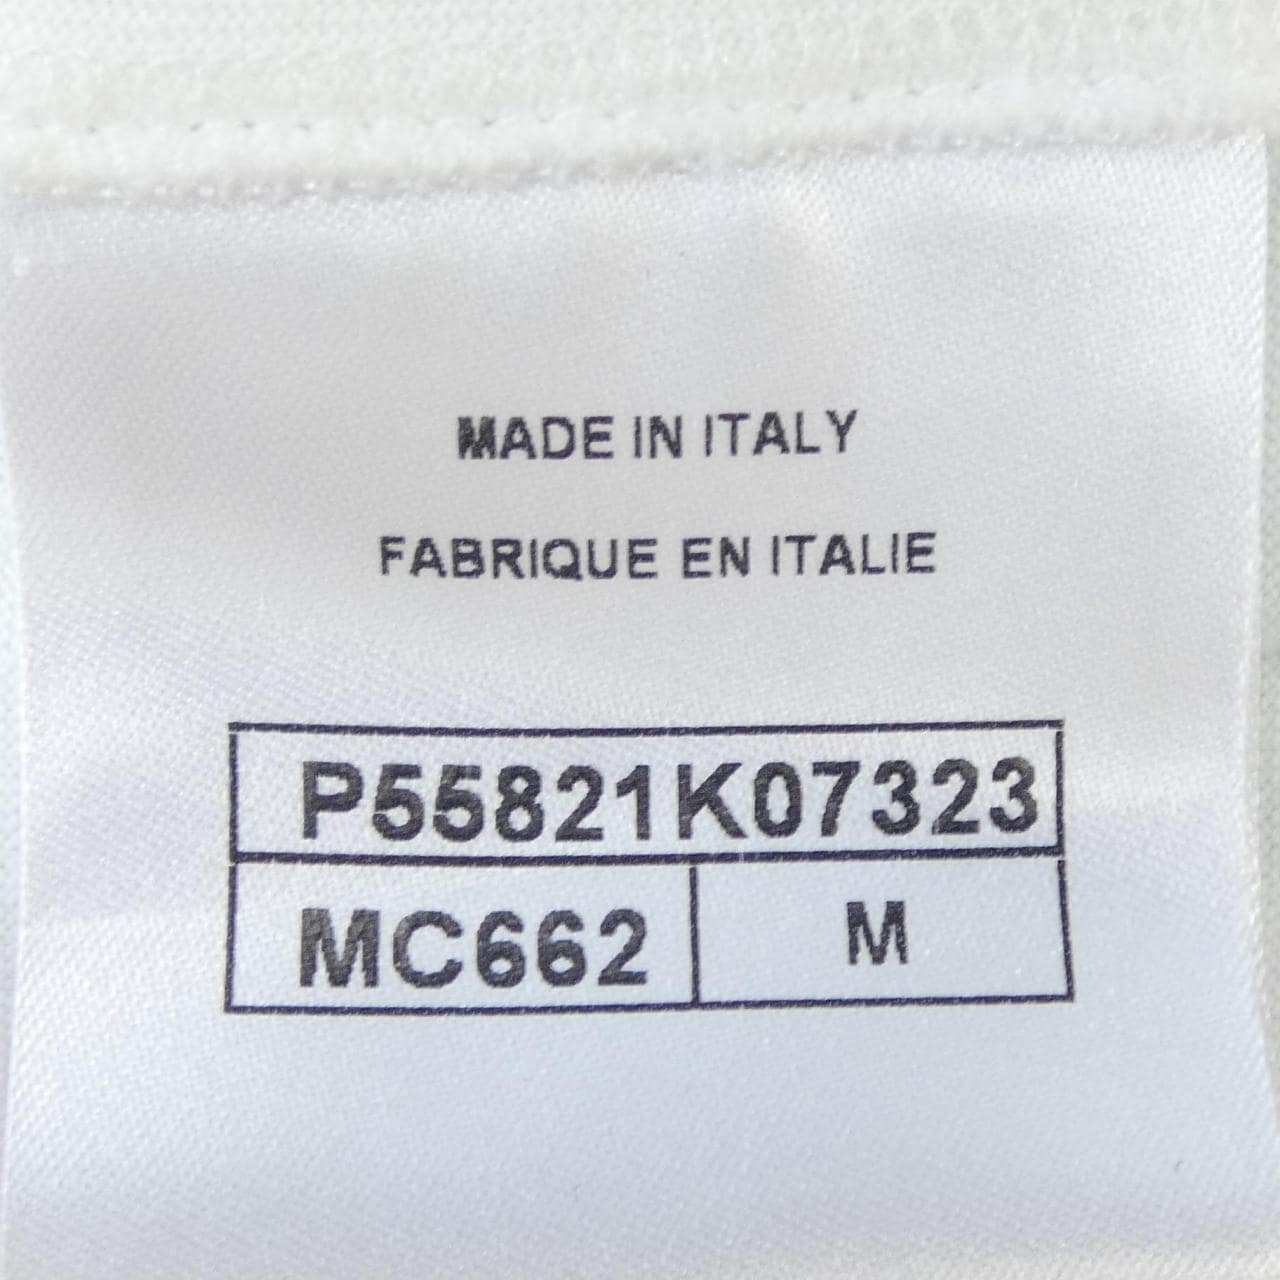 MADE IN ITALY
FABRIQUE EN ITALIE
P55821K07323
MC662 M